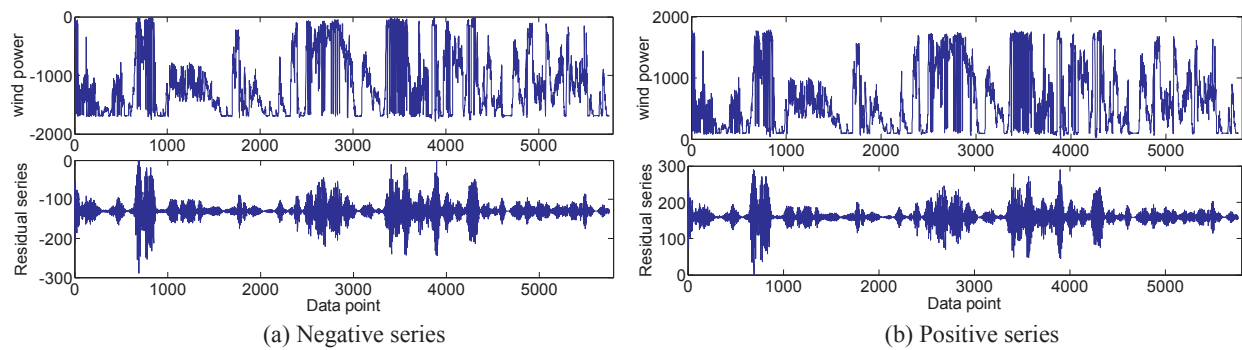 0
-1000
-2000
wind power
0 1000 2000 3000 4000 5000
0
-100
-200
-300
Residual series
0 1000 2000 3000 4000 5000
Data point
(a) Negative series
2000
1000
0
wind power
0 1000 2000 3000 4000 5000
300
200
100
0
Residual series
0 1000 2000 3000 4000 5000
Data point
(b) Positive series